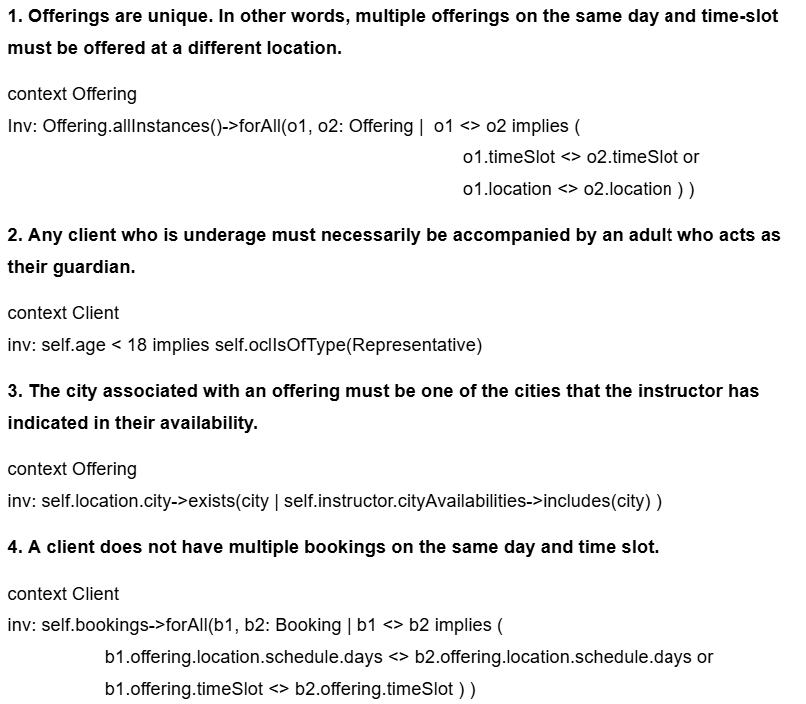 1. Offerings are unique. In other words, multiple offerings on the same day and time-slot
must be offered at a different location.
context Offering
Inv: Offering.allInstances()->forAll(o1, o2: Offering | o1 <> o2 implies (
o1.timeSlot <> o2.timeSlot or
o1.location <> o2.location ) )
2. Any client who is underage must necessarily be accompanied by an adult who acts as
their guardian.
context Client
inv: self.age < 18 implies self.oclIsOfType(Representative)
3. The city associated with an offering must be one of the cities that the instructor has
indicated in their availability.
context Offering
inv: self.location.city->exists(city | self.instructor.cityAvailabilities->includes(city) )
4. A client does not have multiple bookings on the same day and time slot.
context Client
inv: self.bookings->forAll(b1, b2: Booking | b1 <> b2 implies (
b1.offering.location.schedule.days <> b2.offering.location.schedule.days or
b1.offering.timeSlot <> b2.offering.timeSlot ) )